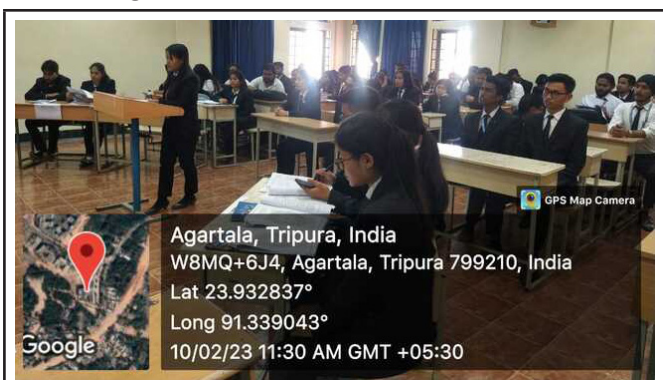 GPS Map Camera
Agartala, Tripura, India
W8MQ+6J4, Agartala, Tripura 799210, India
Lat 23.932837°
Long 91.339043°
10/02/23 11:30 AM GMT +05:30
Google